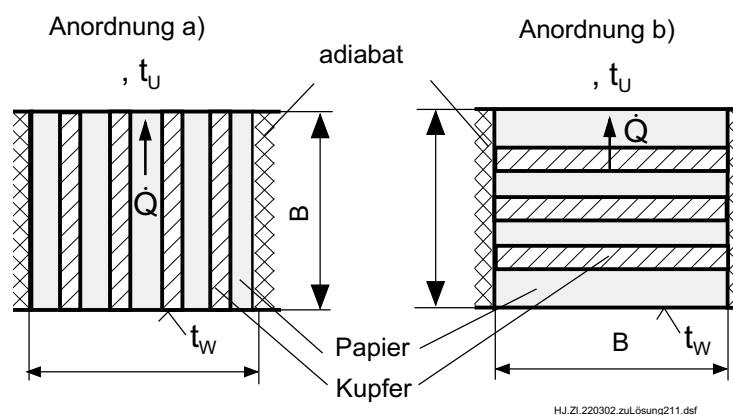 Anordnung a)
Anordnung b)
adiabat
, tU
, tU
Q̇
Q̇
B
tW
Papier
B
tW
Kupfer
HJ.ZI.220302.zuLösung211.dsf